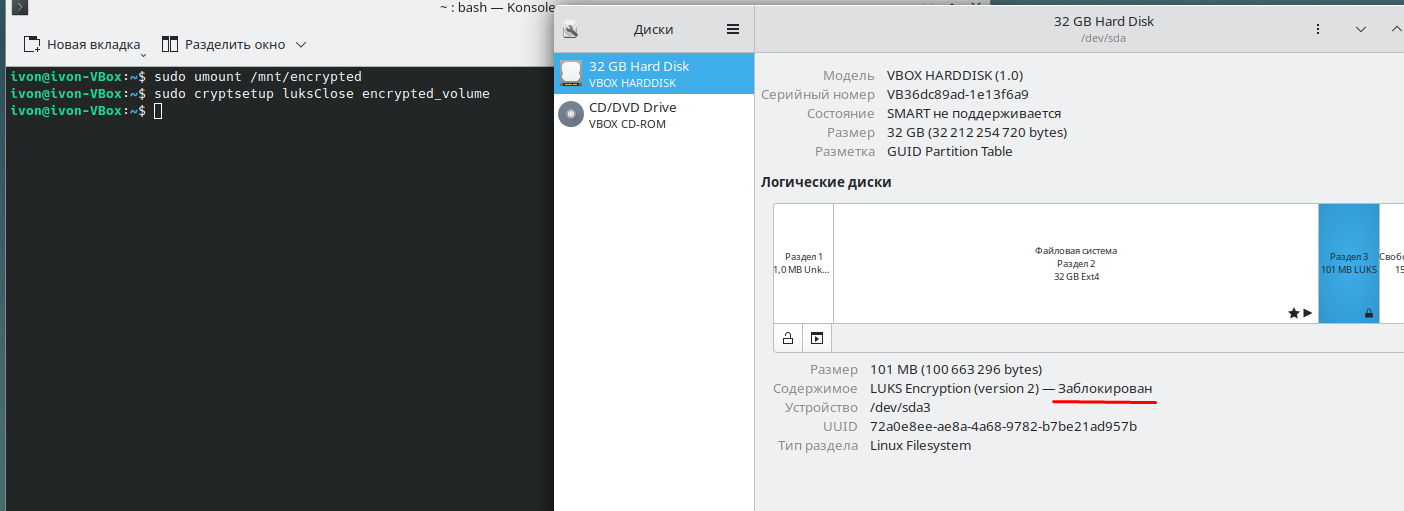 ~ : bash — Konsole
Новая вкладка
Разделить окно
ivon@ivon-VBox:~$ sudo umount /mnt/encrypted
ivon@ivon-VBox:~$ sudo cryptsetup luksClose encrypted_volume
ivon@ivon-VBox:~$
Диски
32 GB Hard Disk
/dev/sda
32 GB Hard Disk
VBOX HARDDISK
CD/DVD Drive
VBOX CD-ROM
Модель VBOX HARDDISK (1.0)
Серийный номер VB36dc89ad-1e13f6a9
Состояние SMART не поддерживается
Размер 32 GB (32 212 254 720 bytes)
Разметка GUID Partition Table
Логические диски
Раздел 1
1,0 MB Unk...
Файловая система
Раздел 2
32 GB Ext4
Раздел 3
101 MB LUKS
Своб
15
Размер 101 MB (100 663 296 bytes)
Содержимое LUKS Encryption (version 2) — Заблокирован
Устройство /dev/sda3
UUID 72a0e8ee-ae8a-4a68-9782-b7be21ad957b
Тип раздела Linux Filesystem